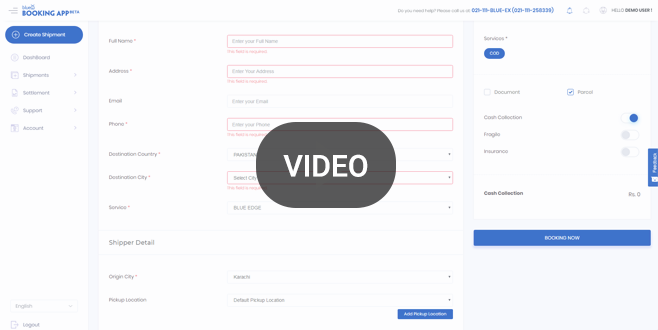 blueG
BOOKING APP BETA
Do you need help? Please call us at 021-111-BLUE-EX (021-111-258339)
HELLO DEMO USER !
Create Shipment
Dashboard
Shipments
Settlement
Support
Account
English
Logout
Full Name *
Enter your Full Name
This field is required.
Address *
Enter Your Address
This field is required.
Email
Enter your Email
Phone *
Enter your Phone
This field is required.
Destination Country *
PAKISTAN
Destination City *
Select City
This field is required.
Service *
BLUE EDGE
VIDEO
Shipper Detail
Origin City *
Karachi
Pickup Location
Default Pickup Location
Add Pickup Location
Services *
COD
Document
Parcel
Cash Collection
Fragile
Insurance
Cash Collection
Rs. 0
BOOKING NOW
Feedback